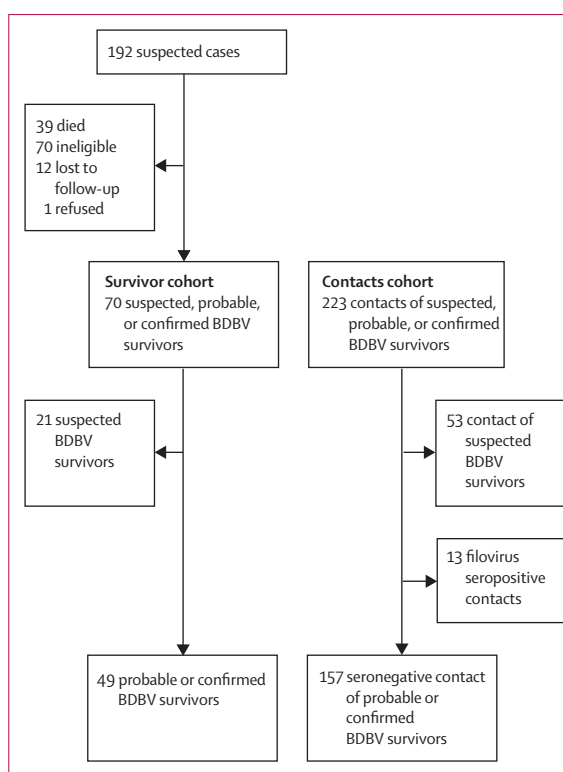 192 suspected cases
39 died
70 ineligible
12 lost to
follow-up
1 refused
Survivor cohort
70 suspected, probable,
or confirmed BDBV
survivors
Contacts cohort
223 contacts of suspected,
probable, or confirmed
BDBV survivors
21 suspected
BDBV
survivors
53 contact of
suspected
BDBV
survivors
13 filovirus
seropositive
contacts
49 probable or confirmed
BDBV survivors
157 seronegative contact
of probable or
confirmed
BDBV survivors